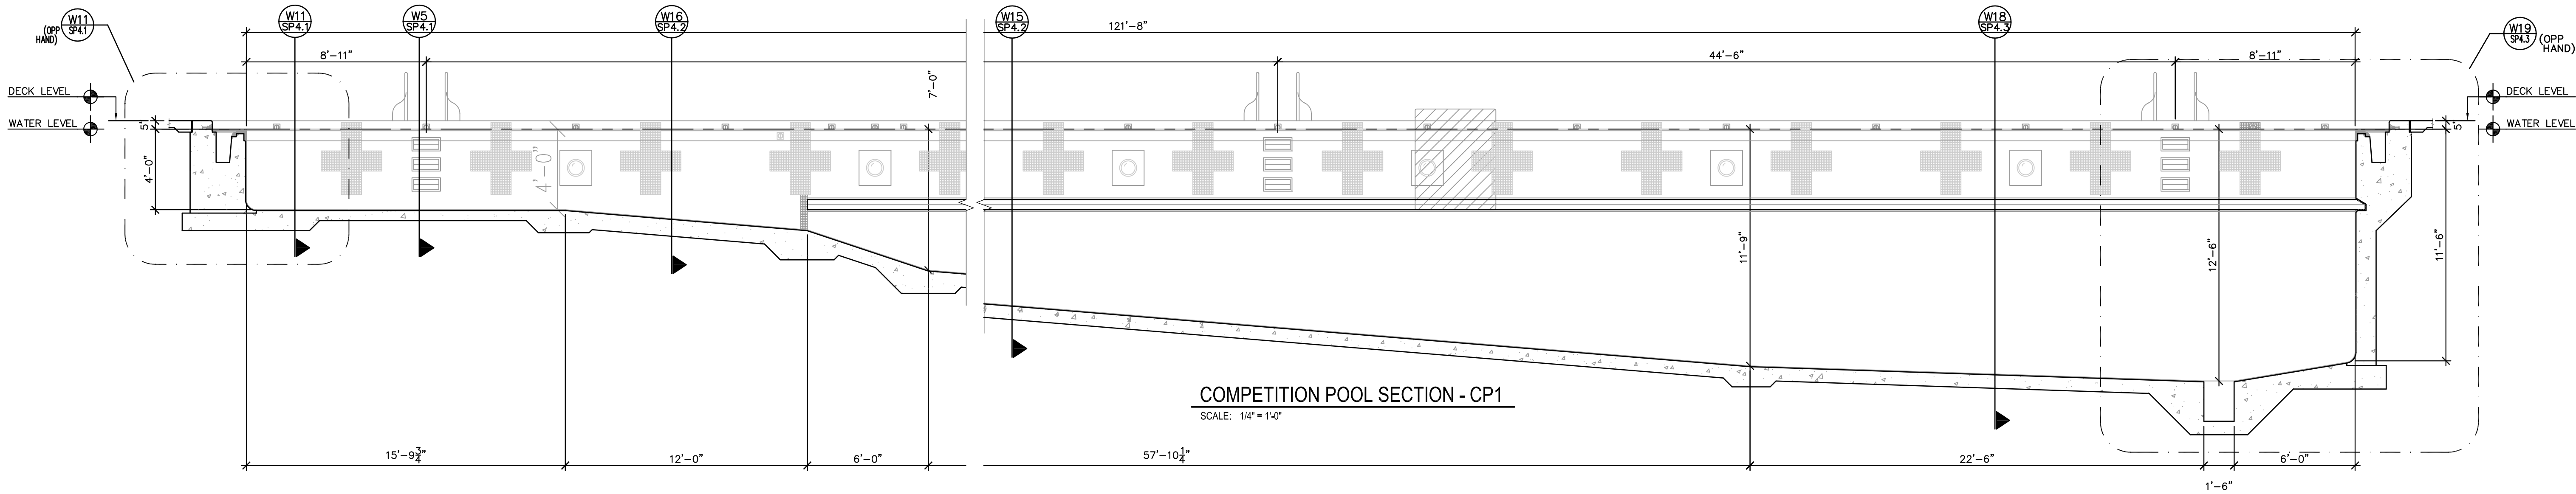 W11
SP4.1
(OPP
HAND)
W11
SP4.1
W5
SP4.1
W16
SP4.2
W15
SP4.2
W18
SP4.3
W19
SP4.3
(OPP
HAND)
121'-8"
8'-11"
44'-6"
8'-11"
7'-0"
DECK LEVEL
WATER LEVEL
5"
4'-0"
4'-0"
DECK LEVEL
WATER LEVEL
5"
11'-9"
12'-6"
11'-6"
COMPETITION POOL SECTION - CP1
SCALE: 1/4" = 1'-0"
15'-9 3/4"
12'-0"
6'-0"
57'-10 1/4"
22'-6"
6'-0"
1'-6"